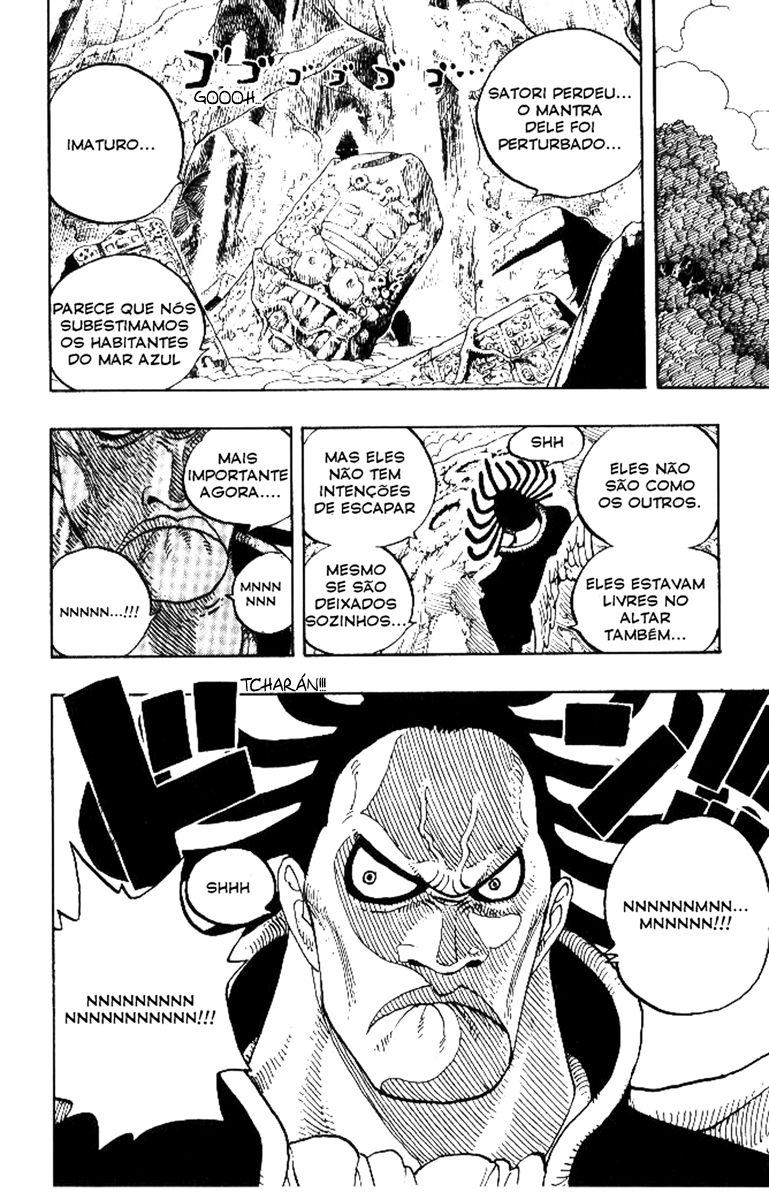 ゴゴゴゴゴゴ...
GOOOH...
SATORI PERDEU...
O MANTRA
DELE FOI
PERTURBADO...
IMATURO...
PARECE QUE NÓS
SUBESTIMAMOS
OS HABITANTES
DO MAR AZUL
SHH
ELES NÃO
SÃO COMO
OS OUTROS.
ELES ESTAVAM
LIVRES NO
ALTAR
TAMBÉM...
MAS ELES
NÃO TEM
INTENÇÕES
DE ESCAPAR
MESMO
SE SÃO
DEIXADOS
SOZINHOS...
MAIS
IMPORTANTE
AGORA....
MNNN
NNN
NNNNN...!!!
TCHARÁN!!!
SHHH
NNNNNNMNN...
MNNNNN!!!
NNNNNNNNN
NNNNNNNNNNN!!!